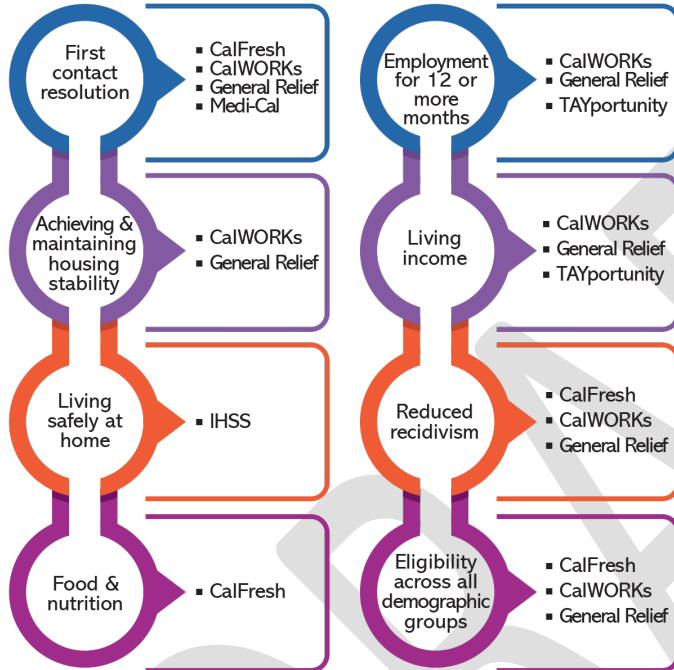 First
contact
resolution
▪ CalFresh
▪ CalWORKs
▪ General Relief
▪ Medi-Cal
Achieving &
maintaining
housing
stability
▪ CalWORKs
▪ General Relief
Living
safely at
home
▪ IHSS
Food &
nutrition
▪ CalFresh
Employment
for 12 or
more
months
▪ CalWORKs
▪ General Relief
▪ TAYportunity
Living
income
▪ CalWORKs
▪ General Relief
▪ TAYportunity
Reduced
recidivism
▪ CalFresh
▪ CalWORKs
▪ General Relief
Eligibility
across all
demographic
groups
▪ CalFresh
▪ CalWORKs
▪ General Relief